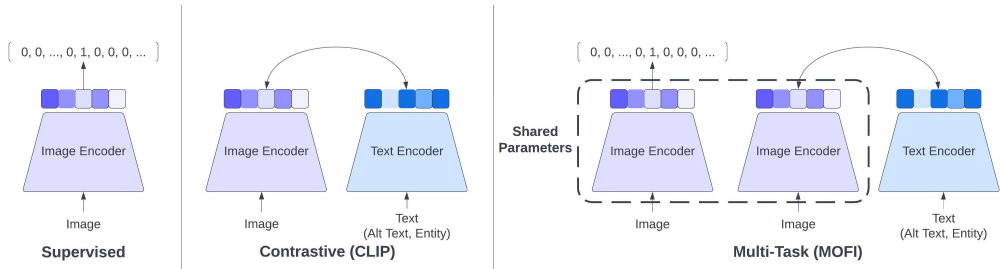 0, 0, ..., 0, 1, 0, 0, 0, ...
Image Encoder
Image
Supervised
Image Encoder
Text Encoder
Image
Text
(Alt Text, Entity)
Contrastive (CLIP)
0, 0, ..., 0, 1, 0, 0, 0, ...
Shared
Parameters
Image Encoder
Image Encoder
Text Encoder
Image
Image
Text
(Alt Text, Entity)
Multi-Task (MOFI)